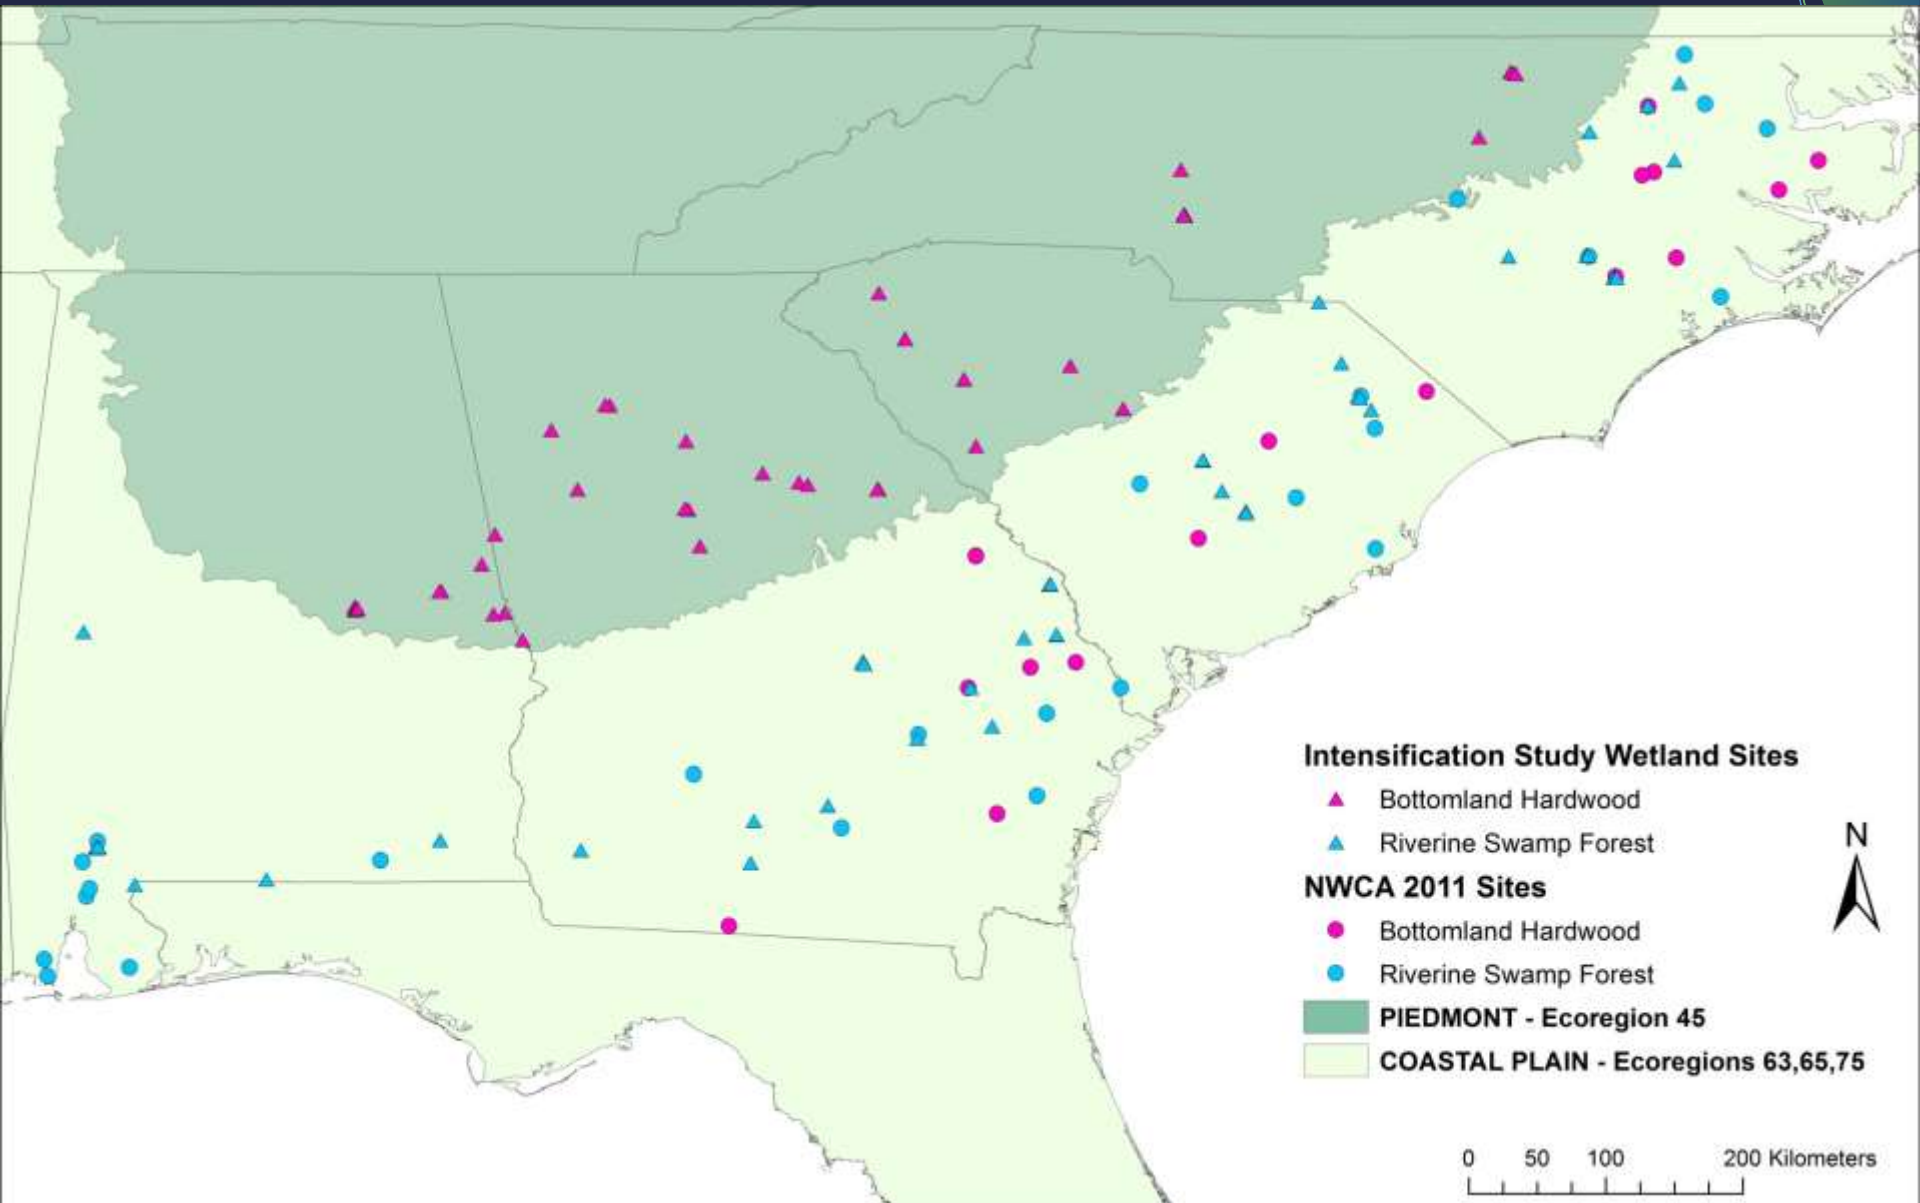 Intensification Study Wetland Sites
Bottomland Hardwood
Riverine Swamp Forest
NWCA 2011 Sites
Bottomland Hardwood
Riverine Swamp Forest
PIEDMONT - Ecoregion 45
COASTAL PLAIN - Ecoregions 63,65,75
N
0 50 100 200 Kilometers